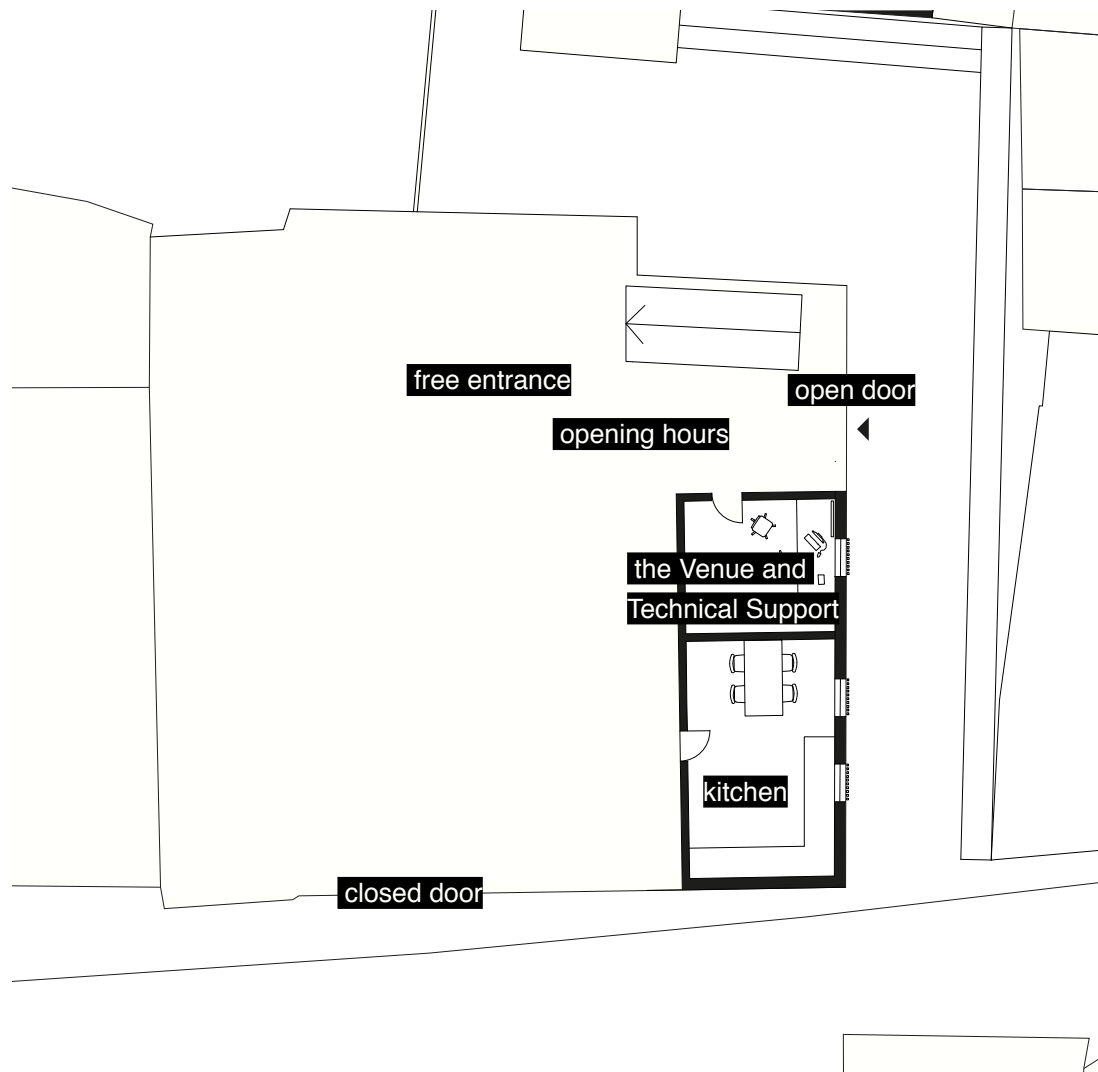 free entrance
open door
opening hours
the Venue and
Technical Support
kitchen
closed door